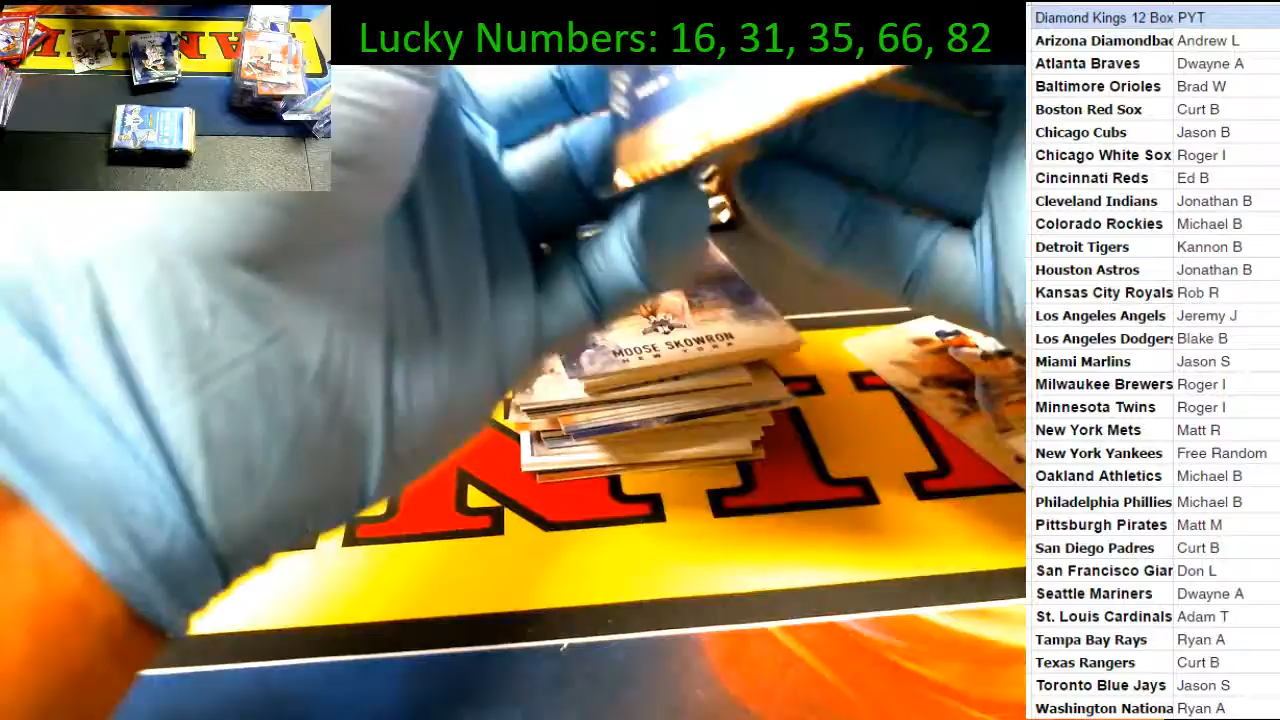 Lucky Numbers: 16, 31, 35, 66, 82
MOOSE SKOWRON
NEW YORK
Diamond Kings 12 Box PYT
Arizona Diamondbac Andrew L
Atlanta Braves Dwayne A
Baltimore Orioles Brad W
Boston Red Sox Curt B
Chicago Cubs Jason B
Chicago White Sox Roger I
Cincinnati Reds Ed B
Cleveland Indians Jonathan B
Colorado Rockies Michael B
Detroit Tigers Kannon B
Houston Astros Jonathan B
Kansas City Royals Rob R
Los Angeles Angels Jeremy J
Los Angeles Dodgers Blake B
Miami Marlins Jason S
Milwaukee Brewers Roger I
Minnesota Twins Roger I
New York Mets Matt R
New York Yankees Free Random
Oakland Athletics Michael B
Philadelphia Phillies Michael B
Pittsburgh Pirates Matt M
San Diego Padres Curt B
San Francisco Giar Don L
Seattle Mariners Dwayne A
St. Louis Cardinals Adam T
Tampa Bay Rays Ryan A
Texas Rangers Curt B
Toronto Blue Jays Jason S
Washington Nationa Ryan A